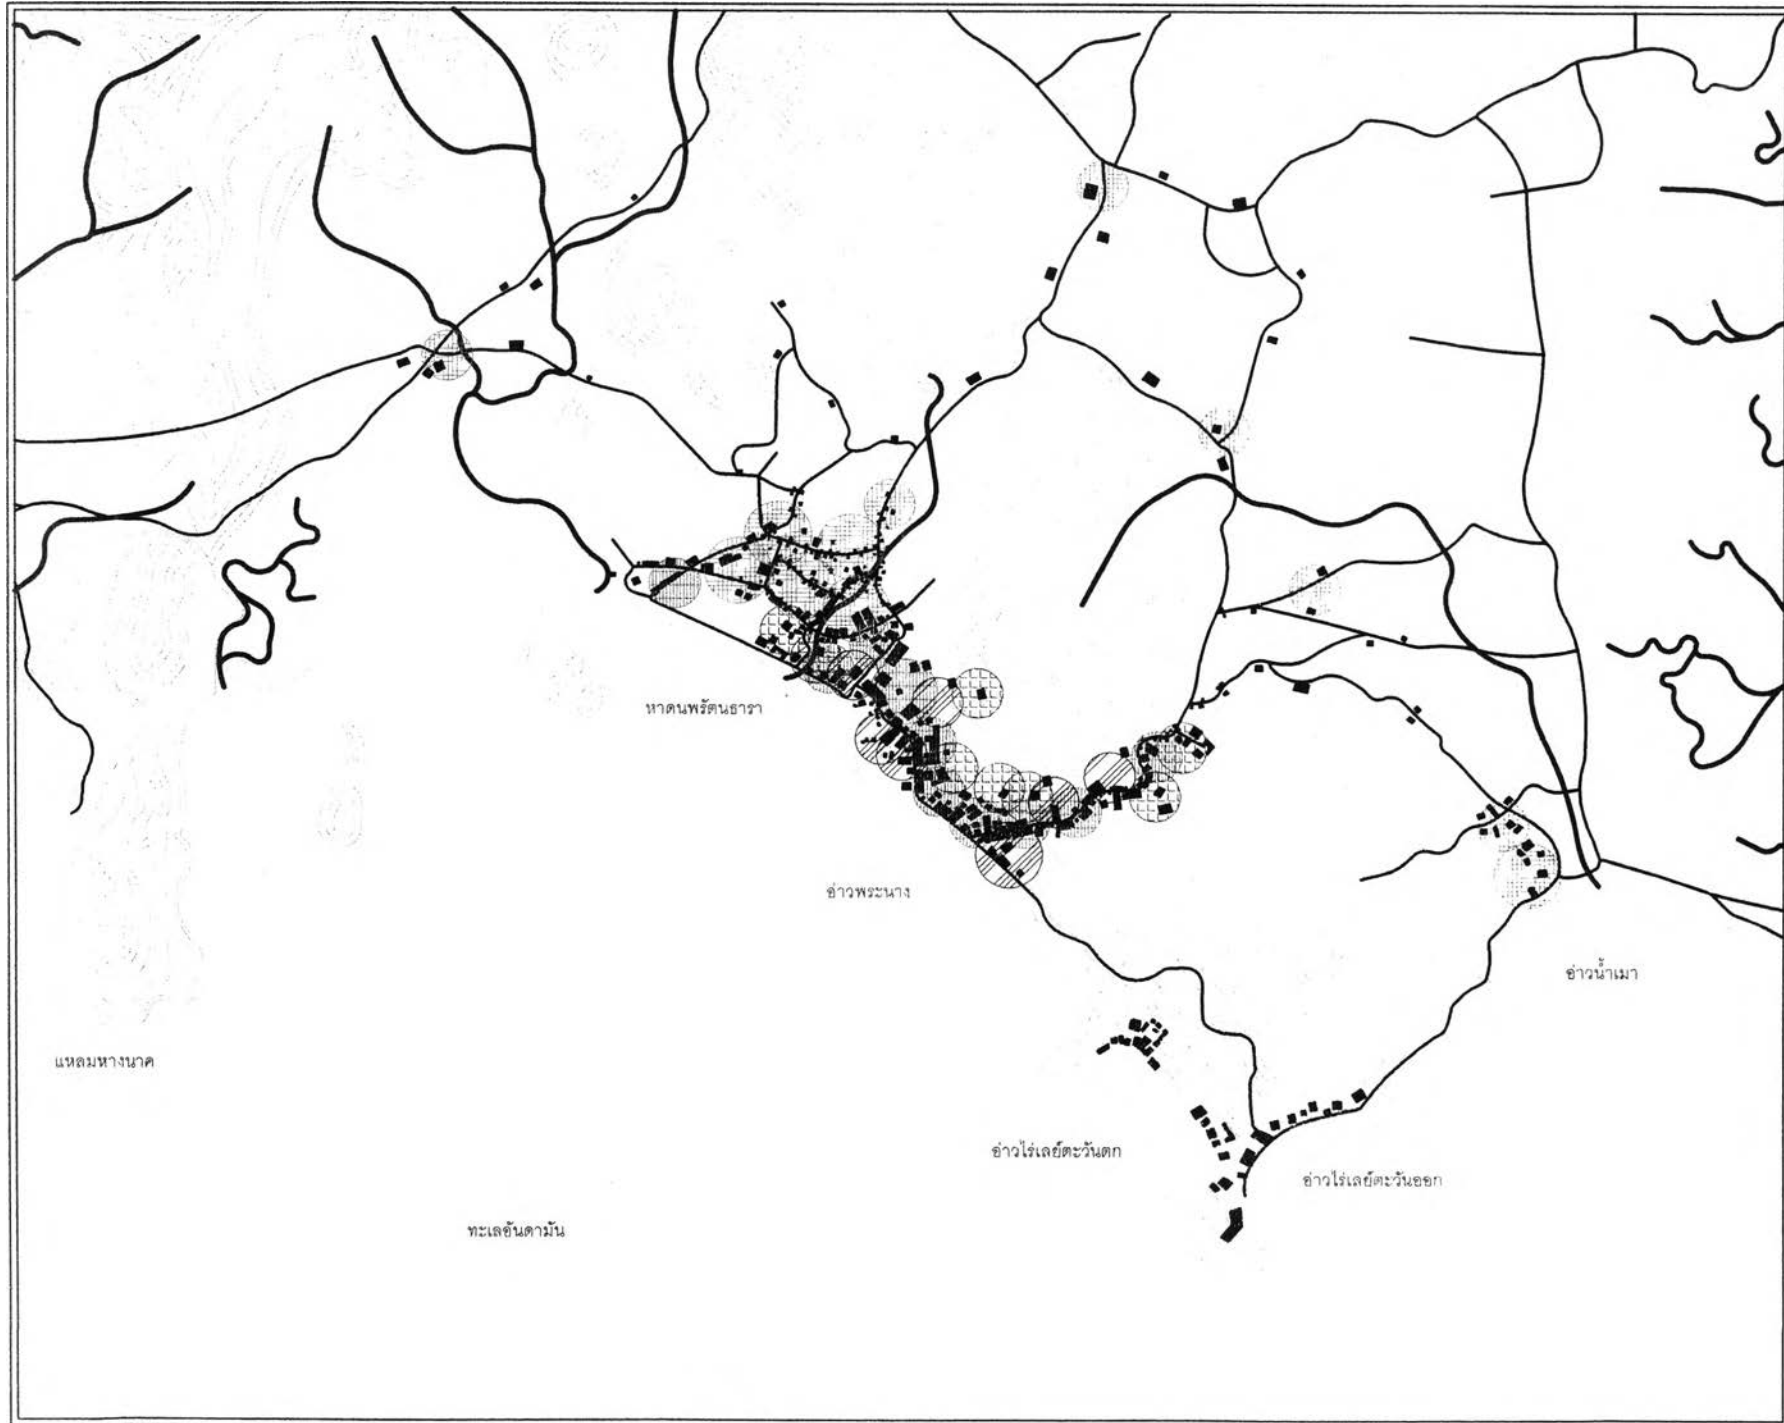 หาดนพรัตนธารา
อ่าวพระนาง
อ่าวน้ำเมา
แหลมหางนาค
อ่าวไร่เลย์ตะวันตก
อ่าวไร่เลย์ตะวันออก
ทะเลอันดามัน